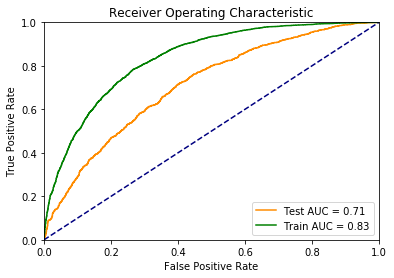 Receiver Operating Characteristic
True Positive Rate
1.0
0.8
0.6
0.4
0.2
0.0
Test AUC = 0.71
Train AUC = 0.83
0.0 0.2 0.4 0.6 0.8 1.0
False Positive Rate